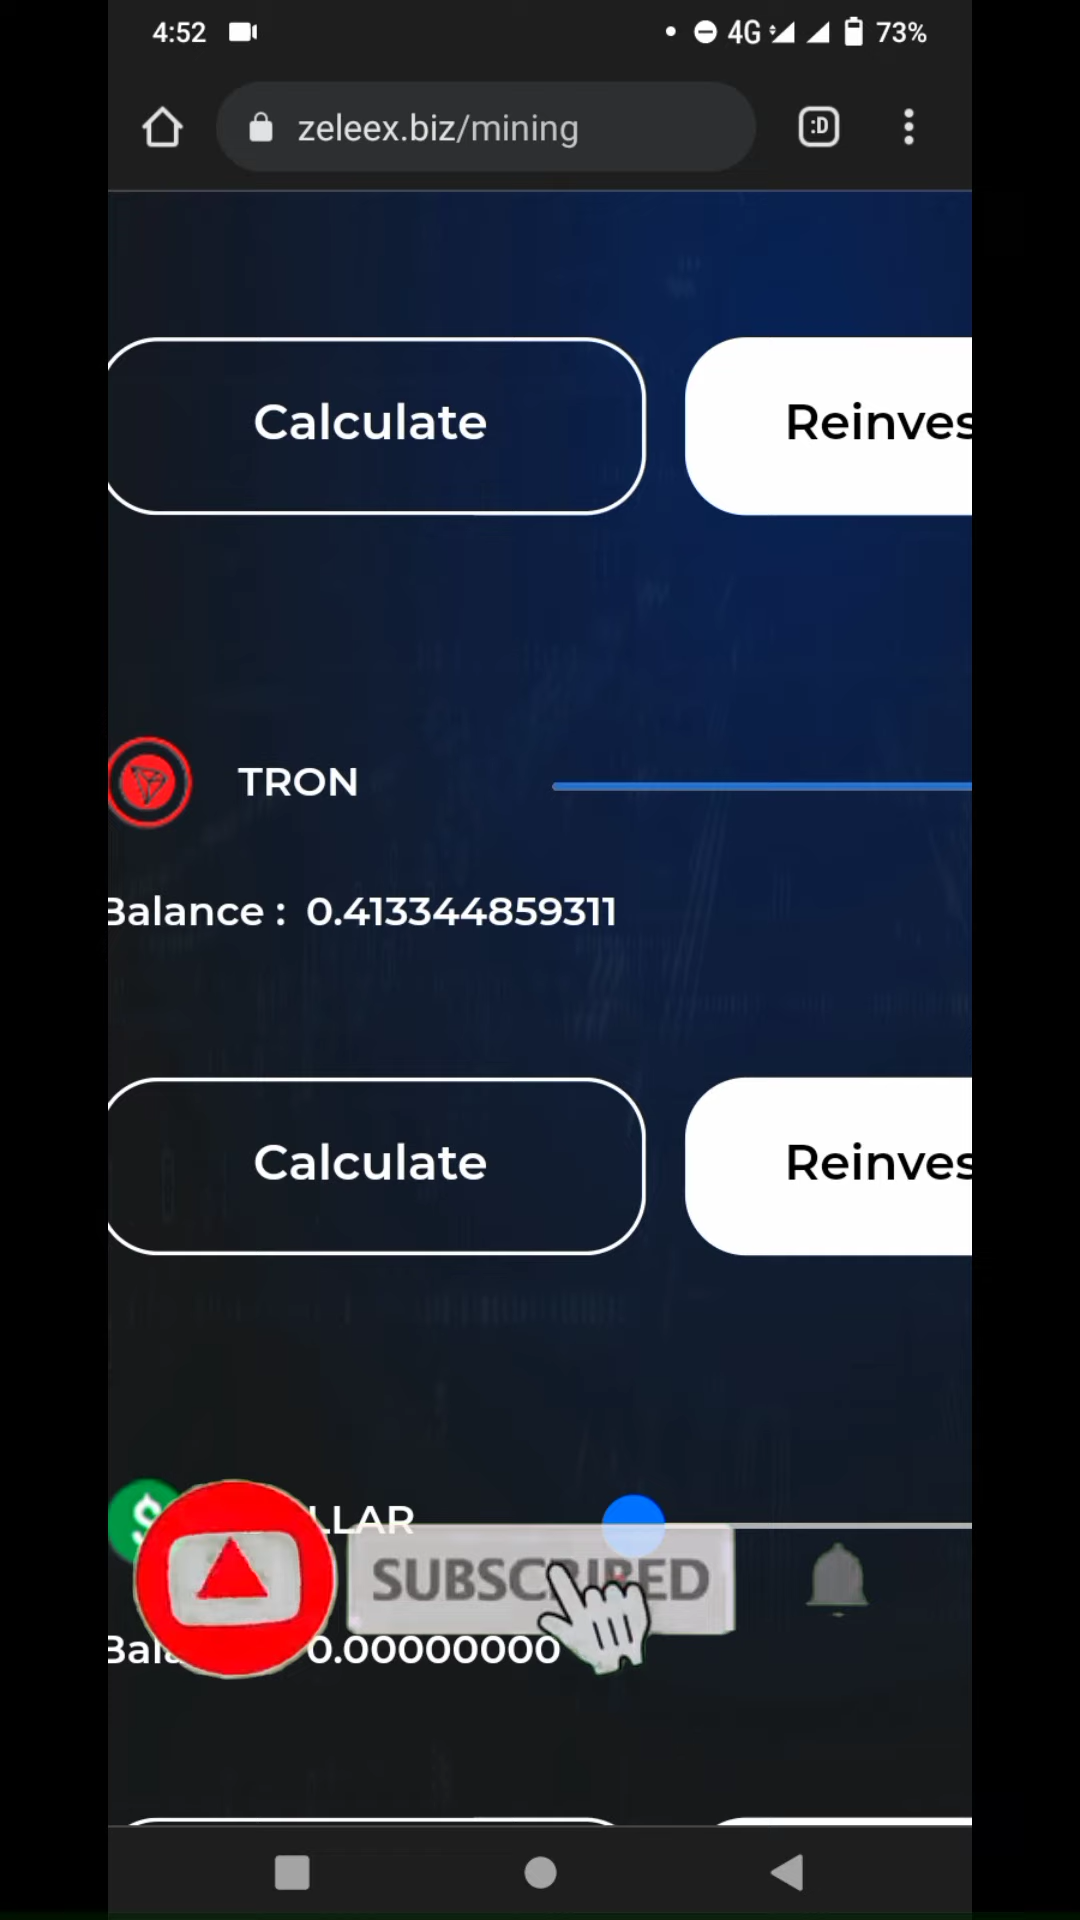 4:52 4G 73%
zeleex.biz/mining :D
Calculate Reinves
TRON
Balance : 0.413344859311
Calculate Reinves
LLAR
SUBSCRIBED
Bala 0.00000000